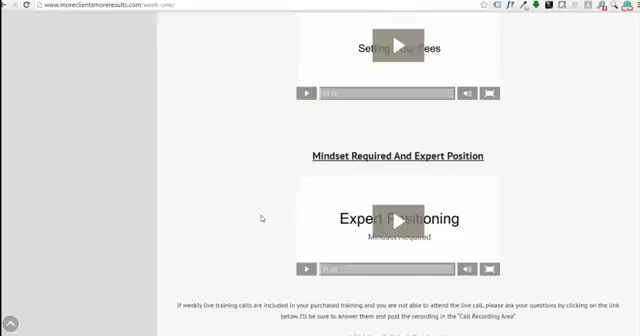 www.moreclientsmoreresults.com/week-one/
Setting Your Fees
Mindset Required And Expert Position
Expert Positioning
Mindset Required
If weekly live training calls are included in your purchased training and you are not able to attend the live call, please ask your questions by clicking on the link
below. I'll be sure to answer them and post the recording in the "Call Recording Area"